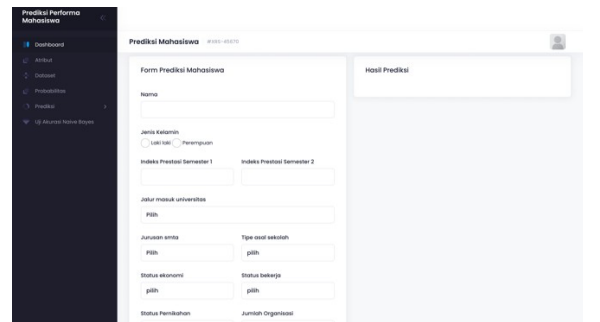 Prediksi Performa
Mahasiswa
Dashboard
Atribut
Dataset
Probabilitas
Prediksi
Uji Akurasi Naive Bayes
Prediksi Mahasiswa
Form Prediksi Mahasiswa
Nama
Jenis Kelamin
Laki laki Perempuan
Indeks Prestasi Semester 1 Indeks Prestasi Semester 2
Jalur masuk universitas
Pilih
Jurusan smta Tipe asal sekolah
Pilih pilih
Status ekonomi Status bekerja
pilih pilih
Status Pernikahan Jumlah Organisasi
Hasil Prediksi